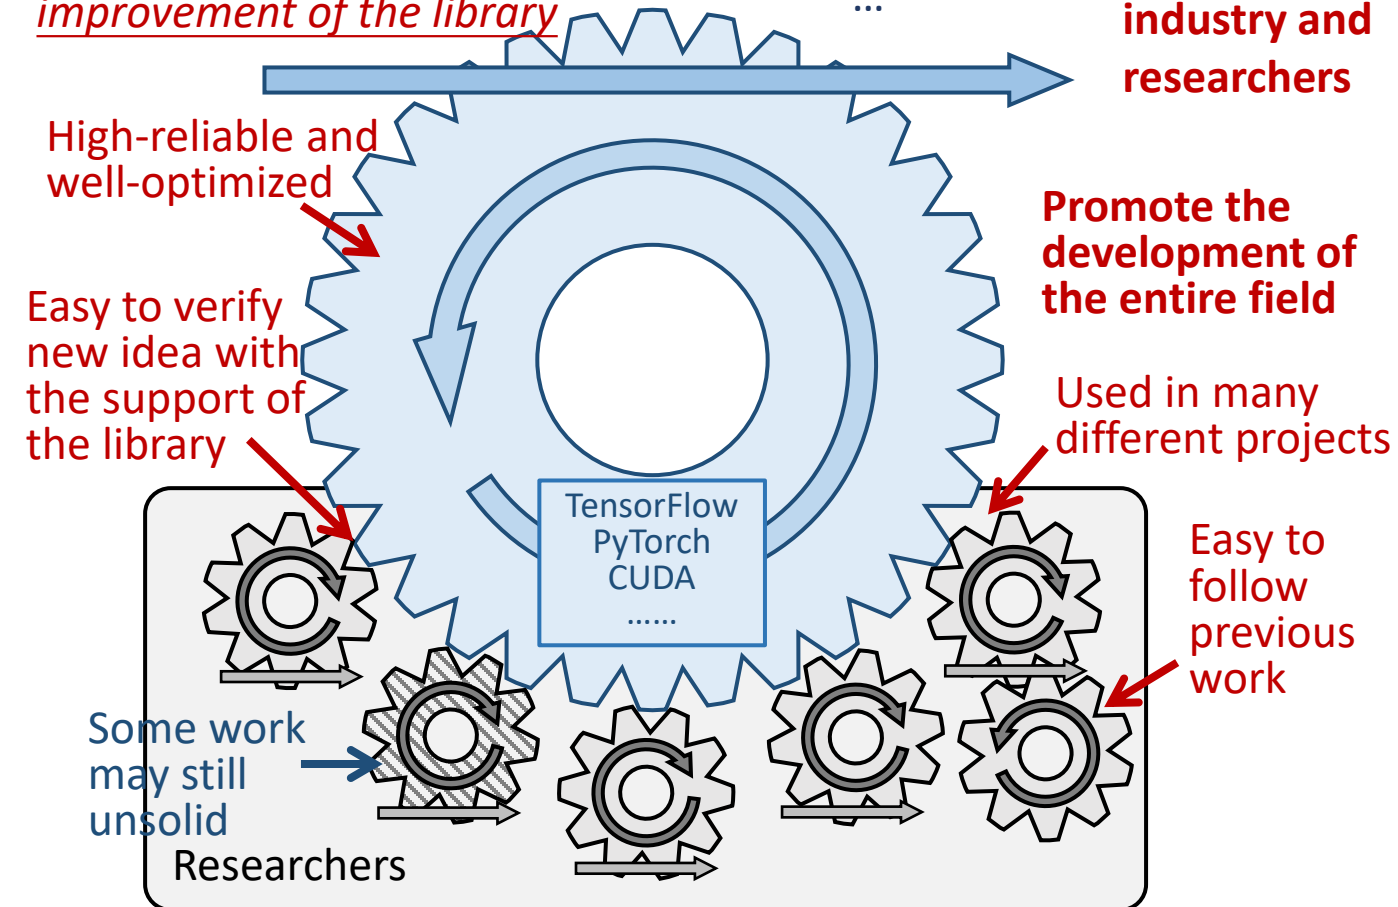 improvement of the library
...
industry and
researchers
High-reliable and
well-optimized
Promote the
development of
the entire field
Easy to verify
new idea with
the support of
the library
Used in many
different projects
TensorFlow
PyTorch
CUDA
......
Easy to
follow
previous
work
Some work
may still
unsolid
Researchers